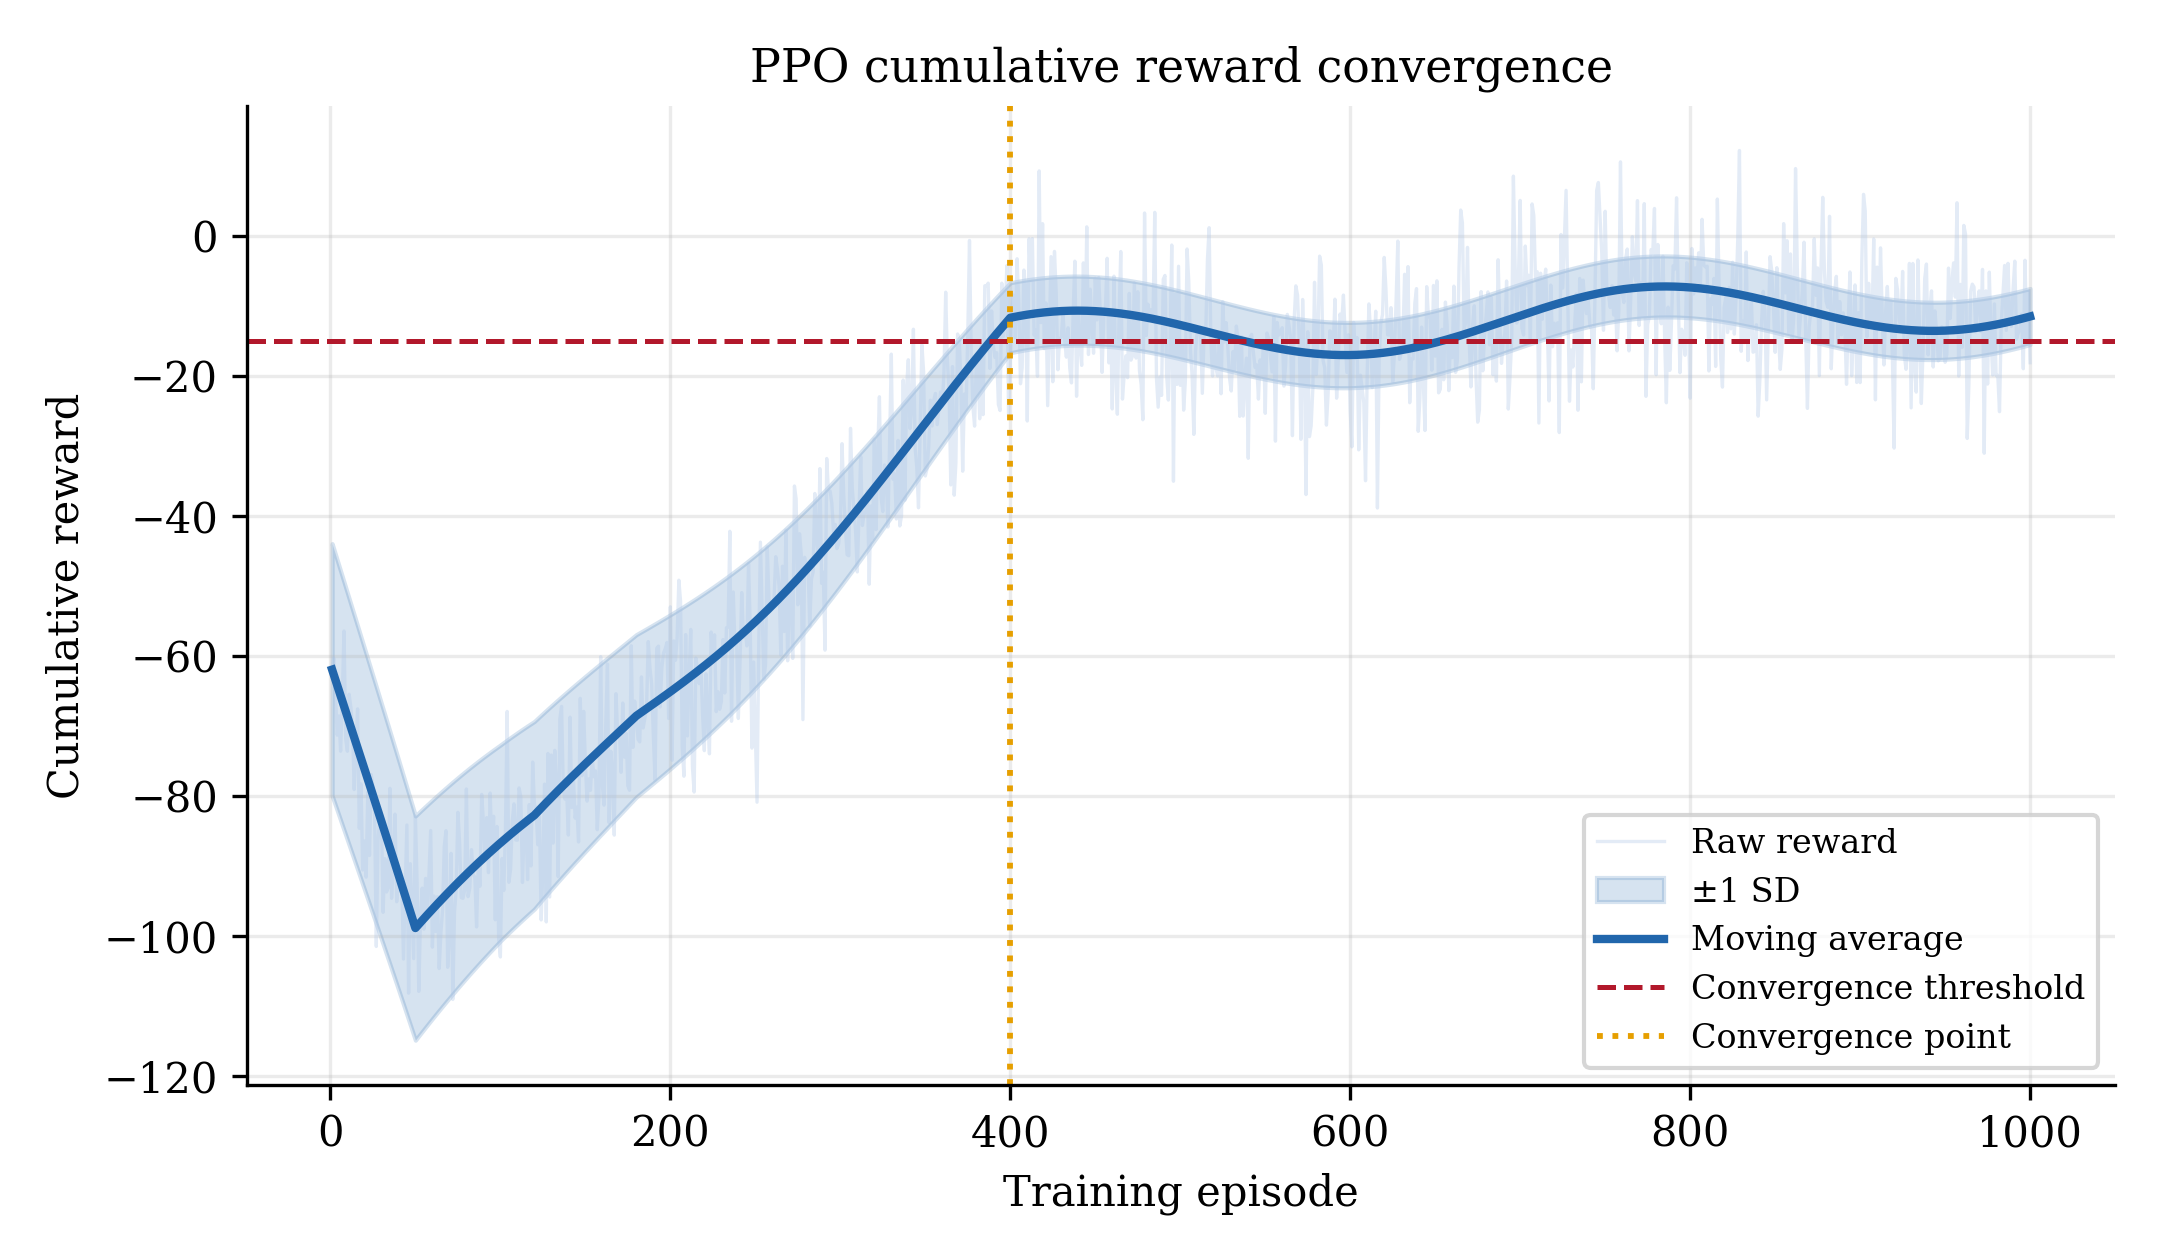 PPO cumulative reward convergence
Cumulative reward
0
−20
−40
−60
−80
−100
−120
Raw reward
±1 SD
Moving average
Convergence threshold
Convergence point
0 200 400 600 800 1000
Training episode